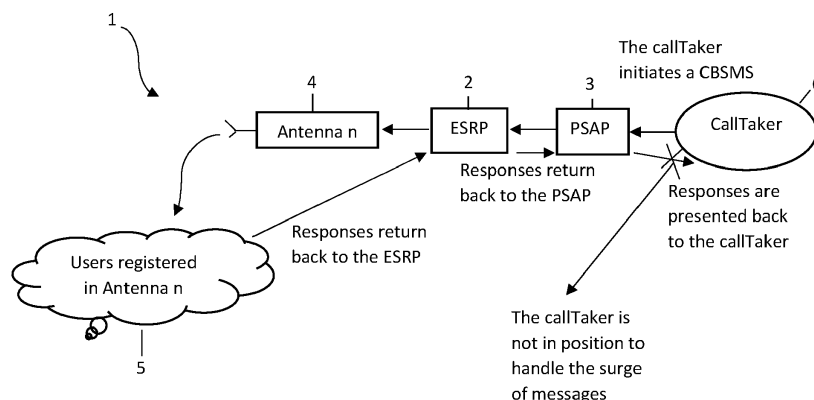 1
The callTaker
initiates a CBSMS
4
2
3
Antenna n
ESRP
PSAP
CallTaker
Responses return
back to the PSAP
Responses are
presented back
to the callTaker
Responses return
back to the ESRP
Users registered
in Antenna n
5
The callTaker is
not in position to
handle the surge
of messages